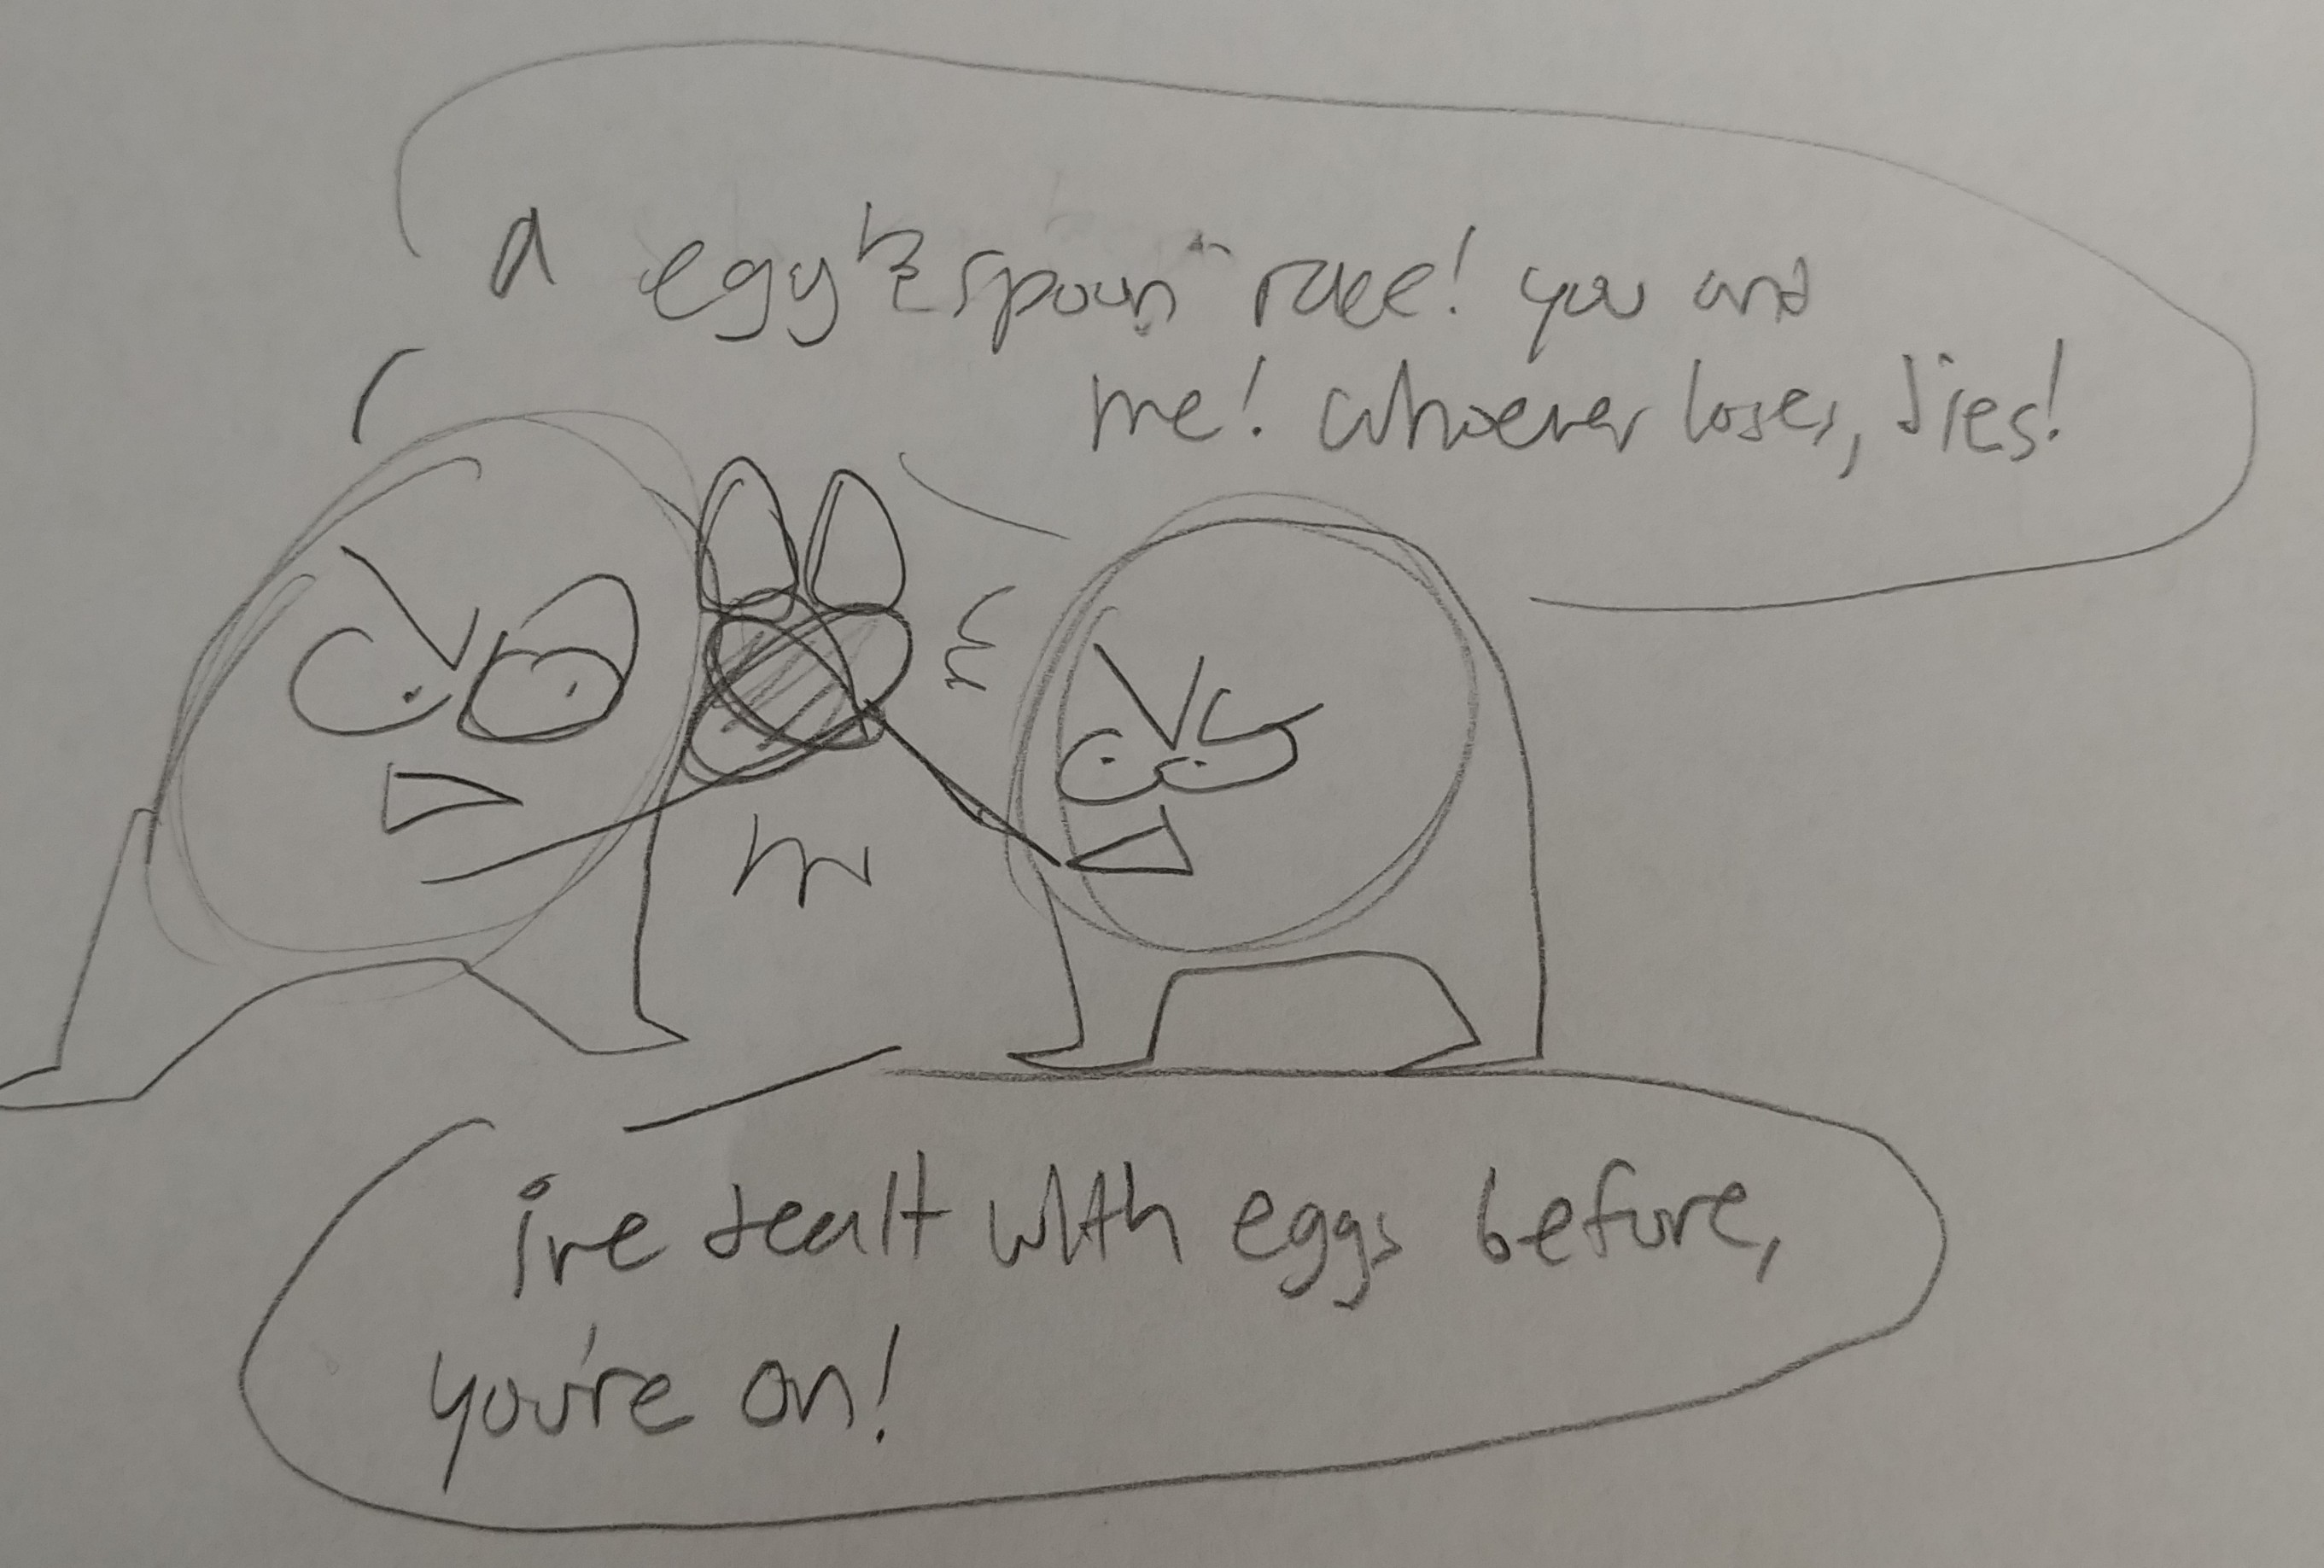 a egg & spoon race! you and
me! whoever loses, dies!
ive dealt with eggs before,
you're on!